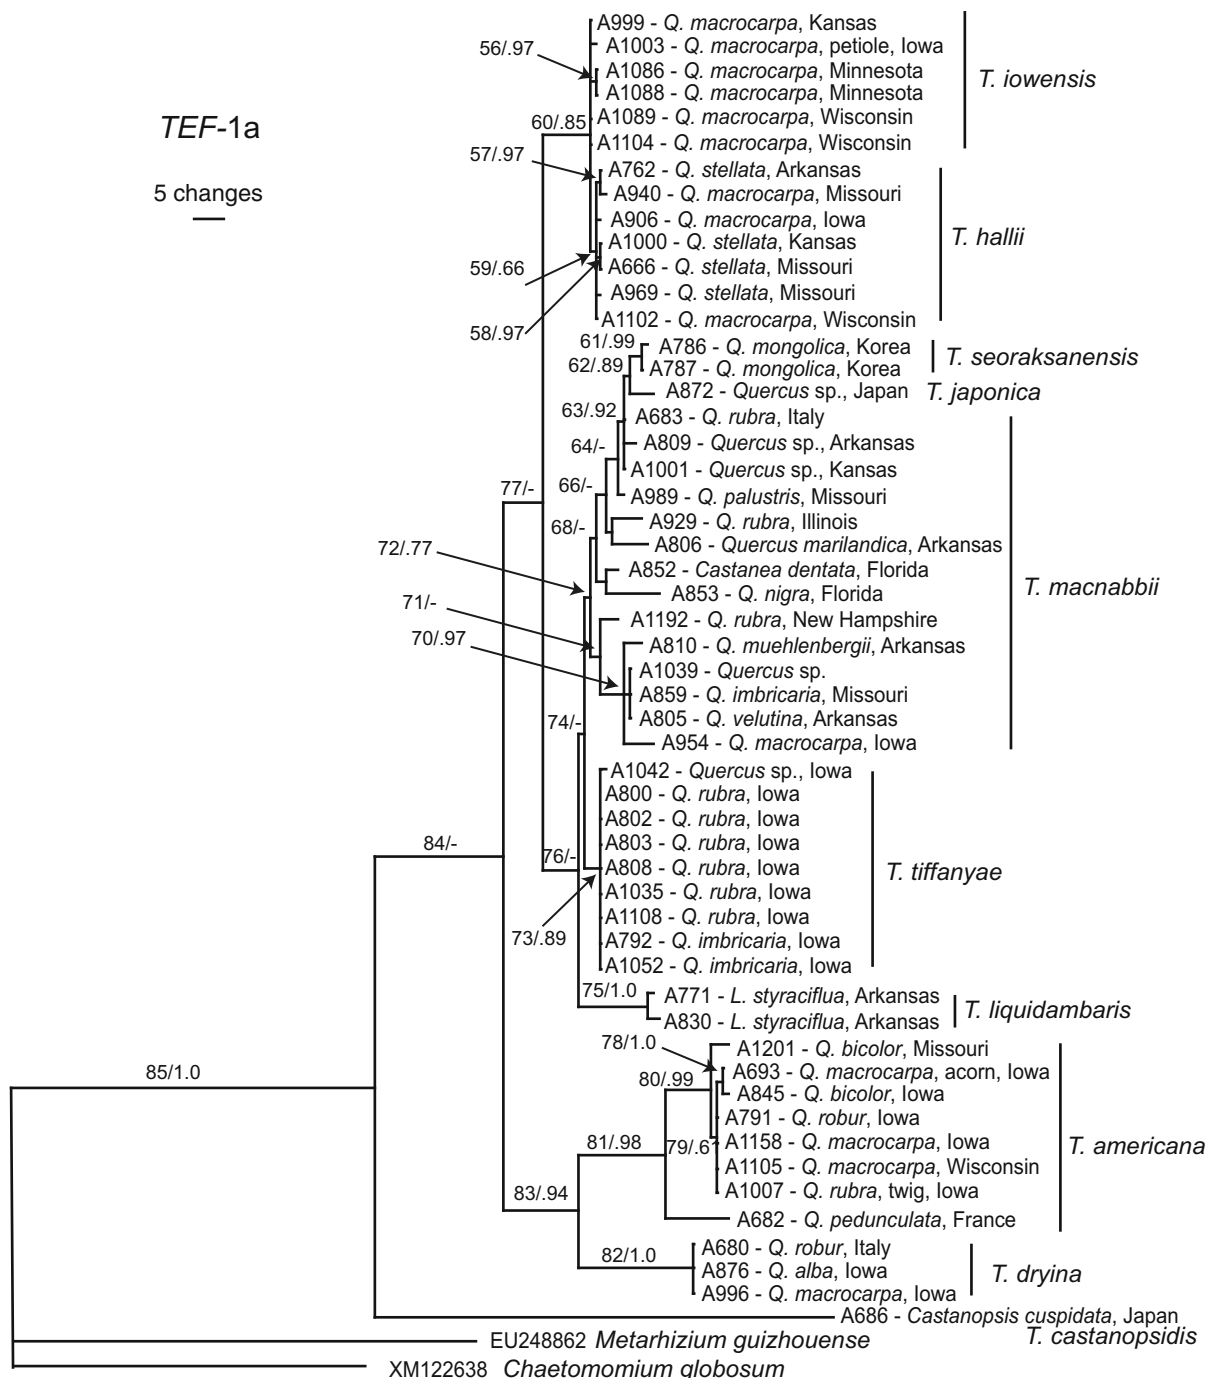 A999 - Q. macrocarpa, Kansas
A1003 - Q. macrocarpa, petiole, Iowa
56/.97
A1086 - Q. macrocarpa, Minnesota
T. iowensis
A1088 - Q. macrocarpa, Minnesota
A1089 - Q. macrocarpa, Wisconsin
TEF-1a
60/.85
A1104 - Q. macrocarpa, Wisconsin
57/.97
A762 - Q. stellata, Arkansas
5 changes
A940 - Q. macrocarpa, Missouri
A906 - Q. macrocarpa, Iowa
T. hallii
A1000 - Q. stellata, Kansas
59/.66
A666 - Q. stellata, Missouri
A969 - Q. stellata, Missouri
58/.97
A1102 - Q. macrocarpa, Wisconsin
61/.99
A786 - Q. mongolica, Korea
T. seoraksanensis
62/.89
A787 - Q. mongolica, Korea
A872 - Quercus sp., Japan
T. japonica
63/.92
A683 - Q. rubra, Italy
64/-
A809 - Quercus sp., Arkansas
A1001 - Quercus sp., Kansas
66/-
77/-
A989 - Q. palustris, Missouri
68/-
A929 - Q. rubra, Illinois
72/.77
A806 - Quercus marilandica, Arkansas
A852 - Castanea dentata, Florida
T. macnabbii
A853 - Q. nigra, Florida
71/-
A1192 - Q. rubra, New Hampshire
70/.97
A810 - Q. muehlenbergii, Arkansas
A1039 - Quercus sp.
A859 - Q. imbricaria, Missouri
74/-
A805 - Q. velutina, Arkansas
A954 - Q. macrocarpa, Iowa
A1042 - Quercus sp., Iowa
A800 - Q. rubra, Iowa
A802 - Q. rubra, Iowa
84/-
A803 - Q. rubra, Iowa
76/-
A808 - Q. rubra, Iowa
T. tiffanyae
A1035 - Q. rubra, Iowa
A1108 - Q. rubra, Iowa
73/.89
A792 - Q. imbricaria, Iowa
A1052 - Q. imbricaria, Iowa
75/1.0
A771 - L. styraciflua, Arkansas
T. liquidambaris
A830 - L. styraciflua, Arkansas
78/1.0
A1201 - Q. bicolor, Missouri
85/1.0
80/.99
A693 - Q. macrocarpa, acorn, Iowa
A845 - Q. bicolor, Iowa
A791 - Q. robur, Iowa
81/.98
79/.6
A1158 - Q. macrocarpa, Iowa
T. americana
A1105 - Q. macrocarpa, Wisconsin
83/.94
A1007 - Q. rubra, twig, Iowa
A682 - Q. pedunculata, France
82/1.0
A680 - Q. robur, Italy
A876 - Q. alba, Iowa
T. dryina
A996 - Q. macrocarpa, Iowa
A686 - Castanopsis cuspidata, Japan
T. castanopsidis
EU248862 Metarhizium guizhouense
XM122638 Chaetomomium globosum